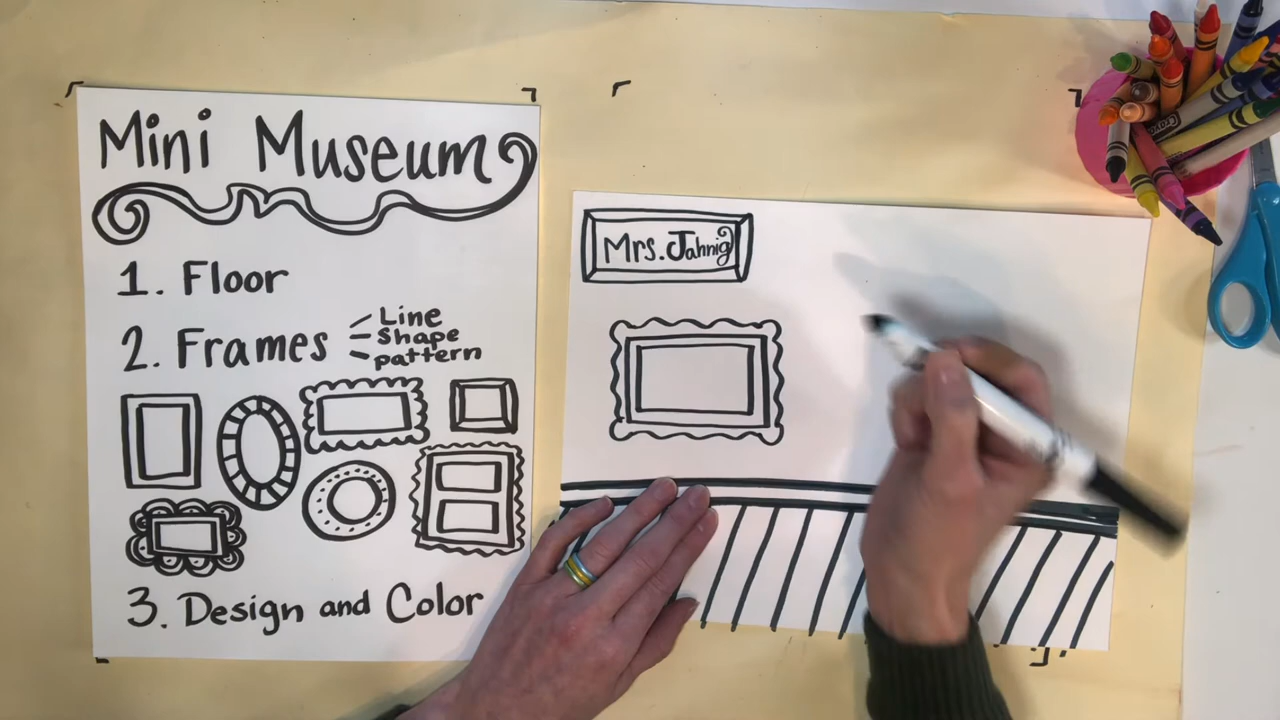 Mini Museum
1. Floor
2. Frames
Line
Shape
pattern
3. Design and Color
Mrs. Jahnig